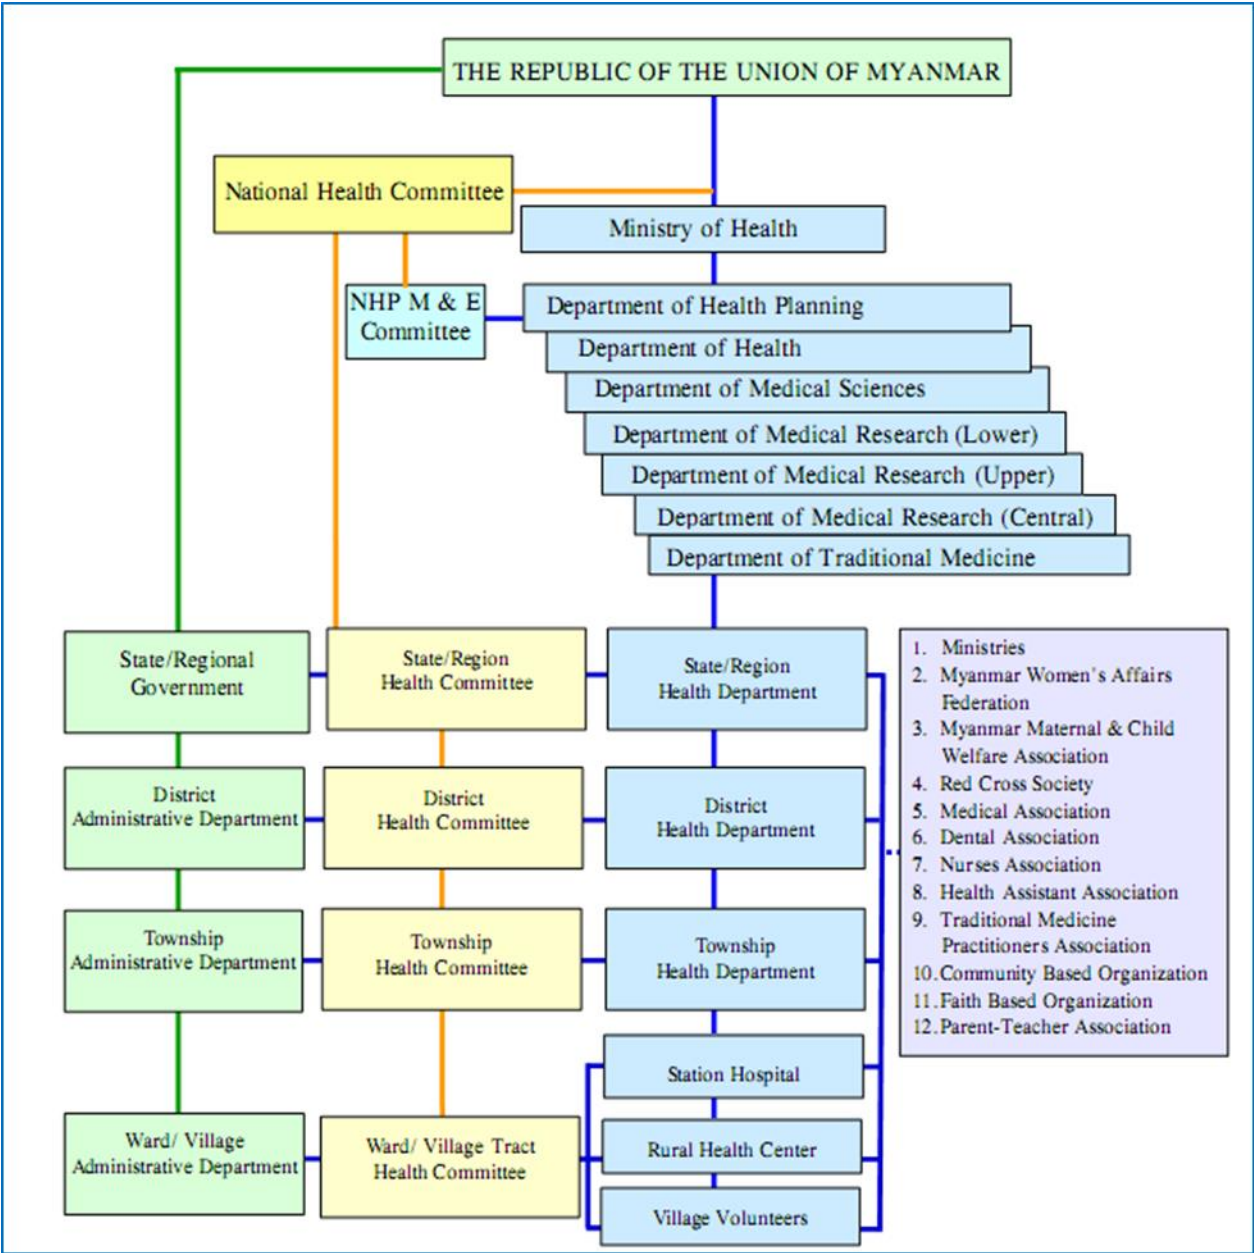 THE REPUBLIC OF THE UNION OF MYANMAR
National Health Committee
Ministry of Health
NHP M & E
Committee
Department of Health Planning
Department of Health
Department of Medical Sciences
Department of Medical Research (Lower)
Department of Medical Research (Upper)
Department of Medical Research (Central)
Department of Traditional Medicine
State/Regional
Government
State/Region
Health Committee
State/Region
Health Department
District
Administrative Department
District
Health Committee
District
Health Department
Township
Administrative Department
Township
Health Committee
Township
Health Department
Station Hospital
Ward/ Village
Administrative Department
Ward/ Village Tract
Health Committee
Rural Health Center
Village Volunteers
1. Ministries
2. Myanmar Women's Affairs
Federation
3. Myanmar Maternal & Child
Welfare Association
4. Red Cross Society
5. Medical Association
6. Dental Association
7. Nurses Association
8. Health Assistant Association
9. Traditional Medicine
Practitioners Association
10. Community Based Organization
11. Faith Based Organization
12. Parent-Teacher Association